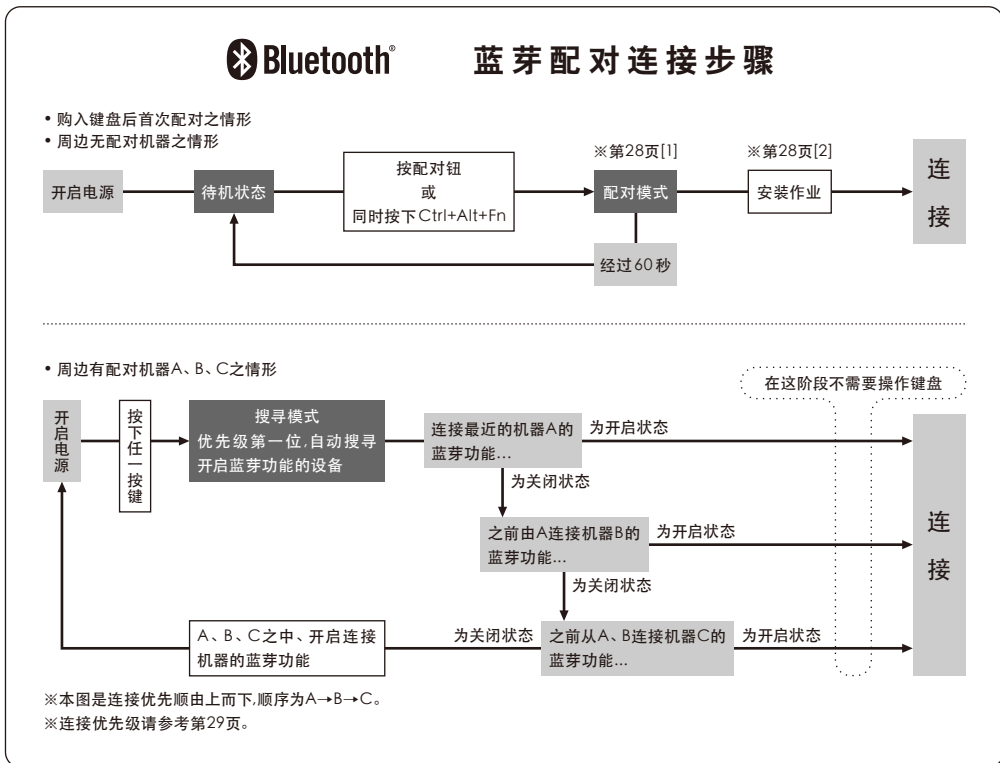 Bluetooth® 蓝芽配对连接步骤
• 购入键盘后首次配对之情形
• 周边无配对机器之情形
开启电源
待机状态
按配对钮
或
同时按下Ctrl+Alt+Fn
※第28页[1]
配对模式
※第28页[2]
安装作业
连
接
经过60秒
• 周边有配对机器A、B、C之情形
在这阶段不需要操作键盘
开
启
电
源
按
下
任
一
按
键
搜寻模式
优先级第一位,自动搜寻
开启蓝芽功能的设备
连接最近的机器A的
蓝芽功能...
为开启状态
为关闭状态
之前由A连接机器B的
蓝芽功能...
为开启状态
为关闭状态
连
接
A、B、C之中、开启连接
机器的蓝芽功能
为关闭状态
之前从A、B连接机器C的
蓝芽功能...
为开启状态
※本图是连接优先顺由上而下,顺序为A→B→C。
※连接优先级请参考第29页。